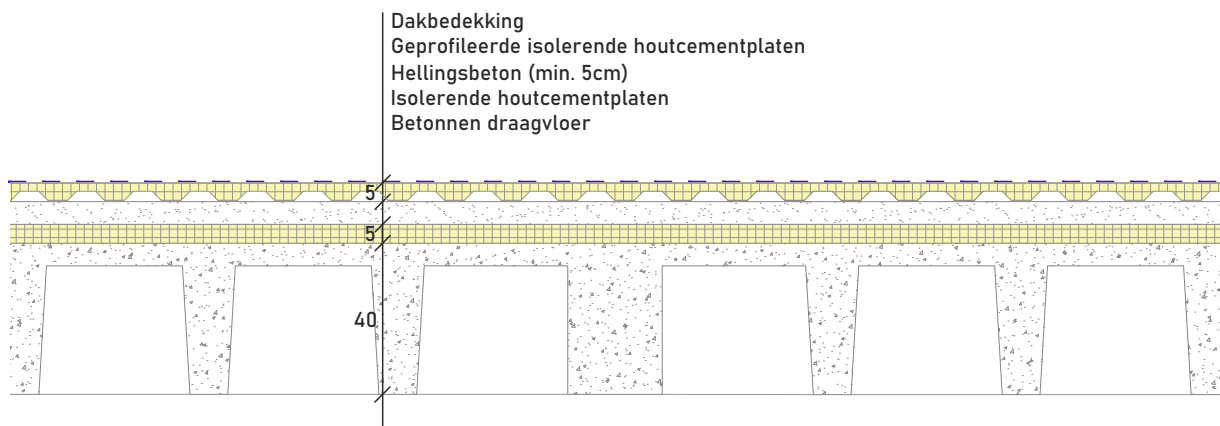 Dakbedekking
Geprofileerde isolerende houtcementplaten
Hellingsbeton (min. 5cm)
Isolerende houtcementplaten
Betonnen draagvloer
5
5
40